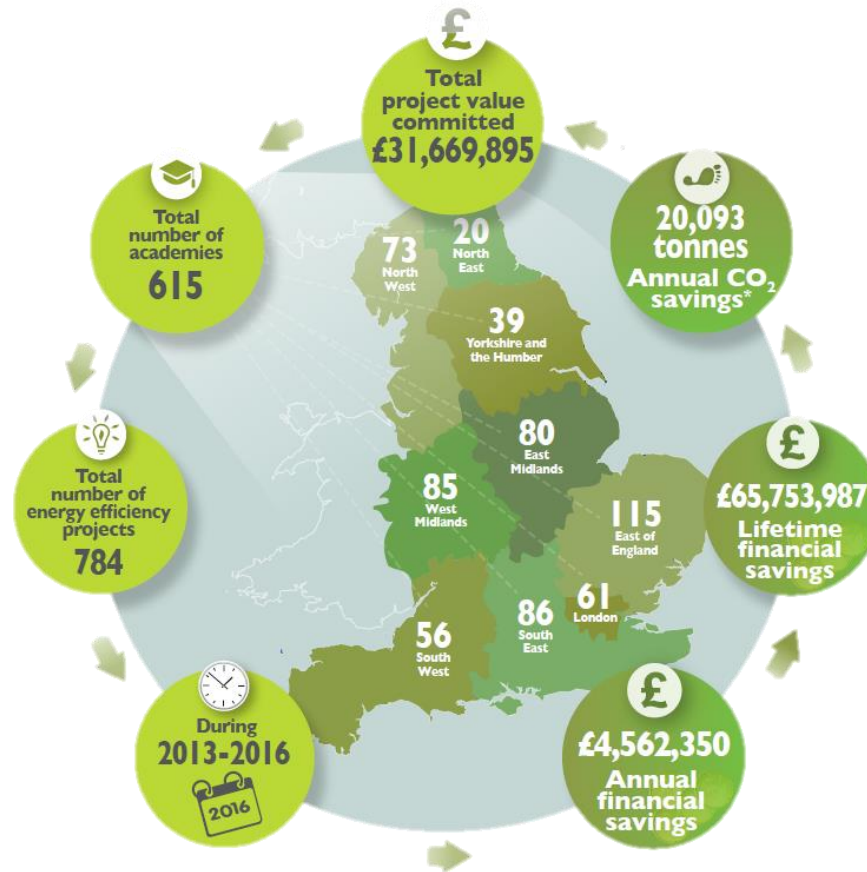 £
Total
project value
committed
£31,669,895
Total
number of
academies
615
Total
number of
energy efficiency
projects
784
During
2013-2016
2016
£
£4,562,350
Annual
financial
savings
£
£65,753,987
Lifetime
financial
savings
20,093
tonnes
Annual CO₂
savings*
73
North
West
20
North
East
39
Yorkshire and
the Humber
80
East
Midlands
85
West
Midlands
115
East of
England
61
London
86
South
East
56
South
West